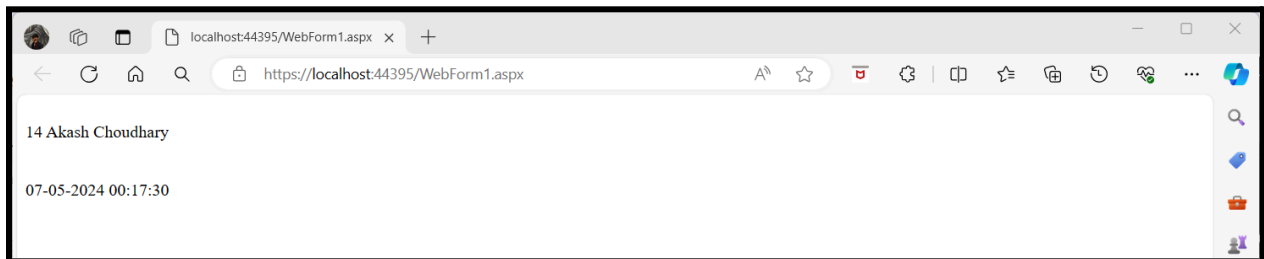 localhost:44395/WebForm1.aspx
https://localhost:44395/WebForm1.aspx
14 Akash Choudhary
07-05-2024 00:17:30